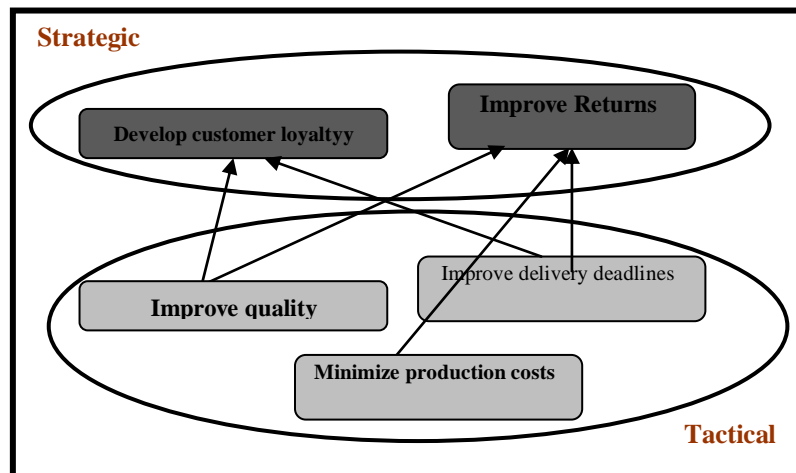 Strategic
Improve Returns
Develop customer loyaltyy
Improve delivery deadlines
Improve quality
Minimize production costs
Tactical